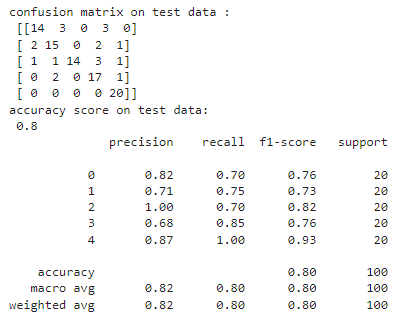 confusion matrix on test data :
[[14 3 0 3 0]
[ 2 15 0 2 1]
[ 1 1 14 3 1]
[ 0 2 0 17 1]
[ 0 0 0 0 20]]
accuracy score on test data:
0.8
precision recall f1-score support
0 0.82 0.70 0.76 20
1 0.71 0.75 0.73 20
2 1.00 0.70 0.82 20
3 0.68 0.85 0.76 20
4 0.87 1.00 0.93 20
accuracy 0.80 100
macro avg 0.82 0.80 0.80 100
weighted avg 0.82 0.80 0.80 100